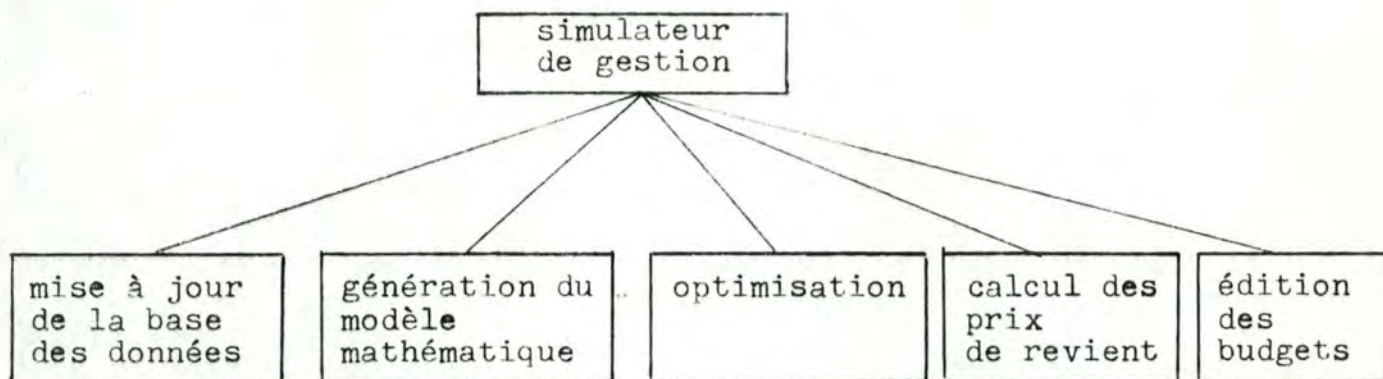 simulateur
de gestion
mise à jour
de la base
des données
génération du
modèle
mathématique
optimisation
calcul des
prix
de revient
édition
des
budgets